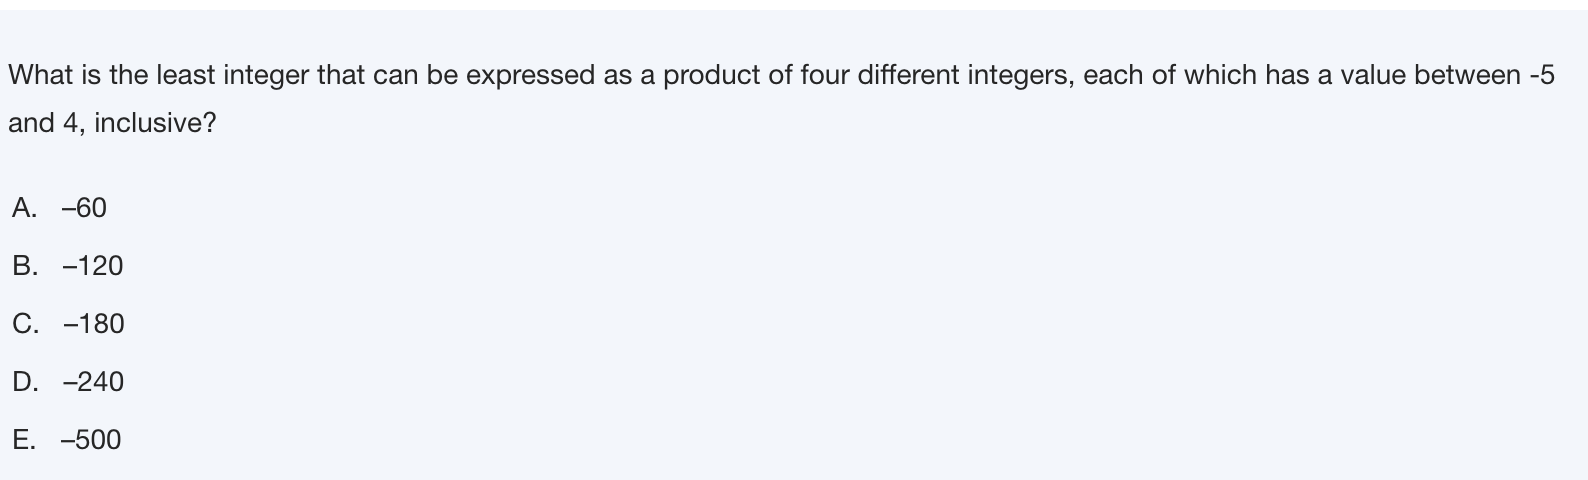 What is the least integer that can be expressed as a product of four different integers, each of which has a value between -5
and 4, inclusive?
A. –60
B. –120
C. –180
D. –240
E. –500